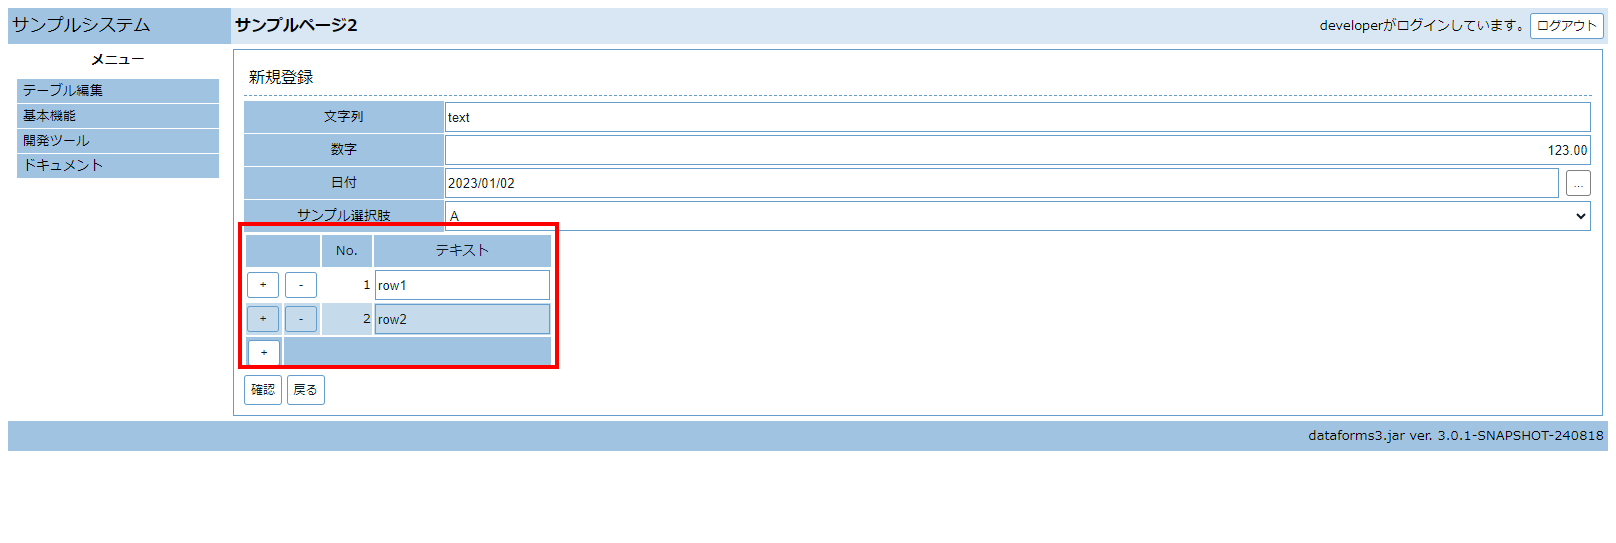 サンプルシステム サンプルページ2 developerがログインしています。 ログアウト
メニュー
テーブル編集
基本機能
開発ツール
ドキュメント
新規登録
文字列 text
数字 123.00
日付 2023/01/02 ...
サンプル選択肢 A
No. テキスト
+ - 1 row1
+ - 2 row2
+
確認 戻る
dataforms3.jar ver. 3.0.1-SNAPSHOT-240818